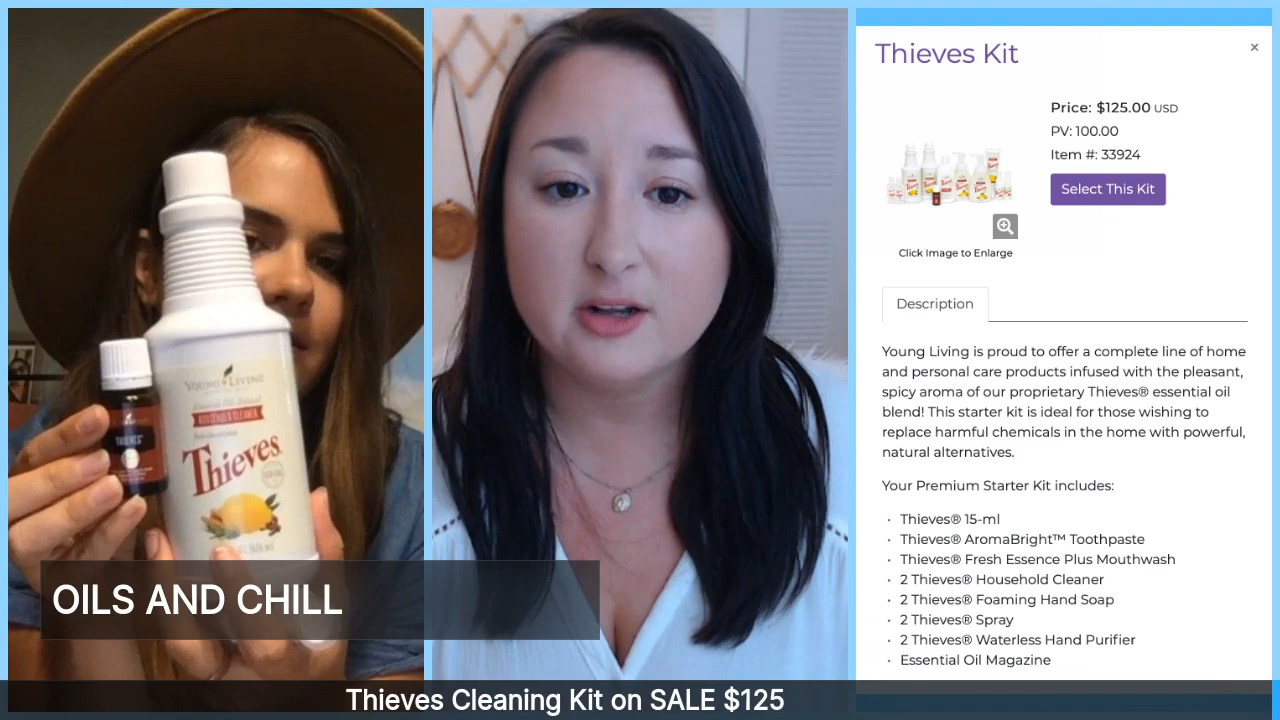 YOUNG LIVING
HOUSEHOLD CLEANER
Thieves
THIEVES
OILS AND CHILL
Thieves Kit
×
Price: $125.00 USD
PV: 100.00
Item #: 33924
Select This Kit
Click Image to Enlarge
Description
Young Living is proud to offer a complete line of home
and personal care products infused with the pleasant,
spicy aroma of our proprietary Thieves® essential oil
blend! This starter kit is ideal for those wishing to
replace harmful chemicals in the home with powerful,
natural alternatives.
Your Premium Starter Kit includes:
• Thieves® 15-ml
• Thieves® AromaBright™ Toothpaste
• Thieves® Fresh Essence Plus Mouthwash
• 2 Thieves® Household Cleaner
• 2 Thieves® Foaming Hand Soap
• 2 Thieves® Spray
• 2 Thieves® Waterless Hand Purifier
• Essential Oil Magazine
Thieves Cleaning Kit on SALE $125